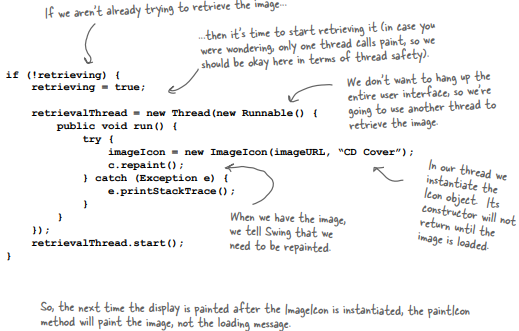 If we aren't already trying to retrieve the image...
...then it's time to start retrieving it (in case you
were wondering, only one thread calls paint, so we
should be okay here in terms of thread safety).
if (!retrieving) {
retrieving = true;
We don't want to hang up the
entire user interface, so we're
going to use another thread to
retrieve the image.
retrievalThread = new Thread(new Runnable() {
public void run() {
try {
imageIcon = new ImageIcon(imageURL, “CD Cover”);
c.repaint();
} catch (Exception e) {
e.printStackTrace();
}
}
});
retrievalThread.start();
}
In our thread we
instantiate the
Icon object. Its
constructor will not
return until the
image is loaded.
When we have the image,
we tell Swing that we
need to be repainted.
So, the next time the display is painted after the ImageIcon is instantiated, the paintIcon
method will paint the image, not the loading message.